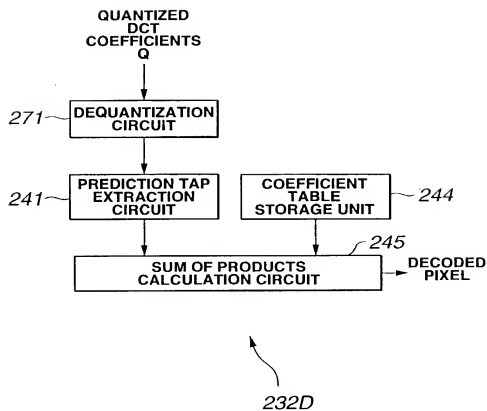 QUANTIZED
DCT
COEFFICIENTS
Q
271
DEQUANTIZATION
CIRCUIT
241
PREDICTION TAP
EXTRACTION
CIRCUIT
COEFFICIENT
TABLE
STORAGE UNIT
244
245
SUM OF PRODUCTS
CALCULATION CIRCUIT
DECODED
PIXEL
232D